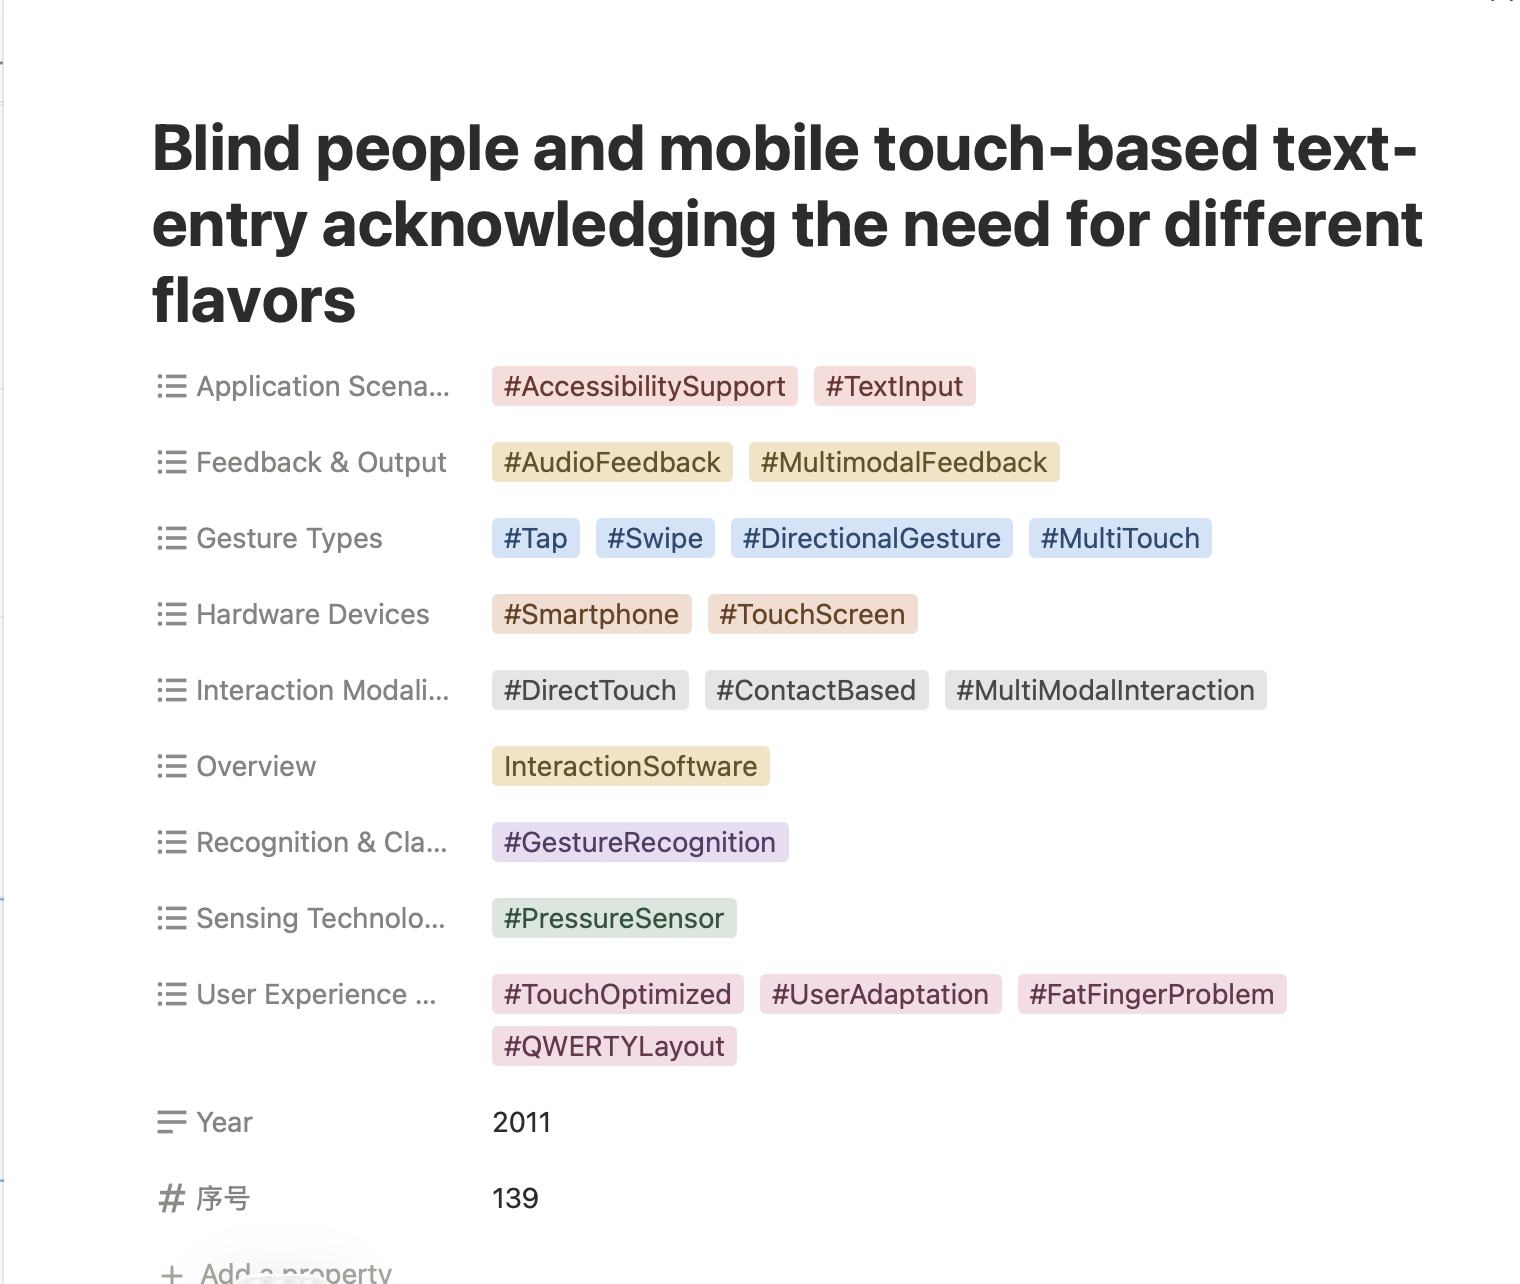 Blind people and mobile touch-based text-
entry acknowledging the need for different
flavors
Application Scena... #AccessibilitySupport #TextInput
Feedback & Output #AudioFeedback #MultimodalFeedback
Gesture Types #Tap #Swipe #DirectionalGesture #MultiTouch
Hardware Devices #Smartphone #TouchScreen
Interaction Modali... #DirectTouch #ContactBased #MultiModalInteraction
Overview InteractionSoftware
Recognition & Cla... #GestureRecognition
Sensing Technolo... #PressureSensor
User Experience ... #TouchOptimized #UserAdaptation #FatFingerProblem
#QWERTYLayout
Year 2011
序号 139
+ Add a property